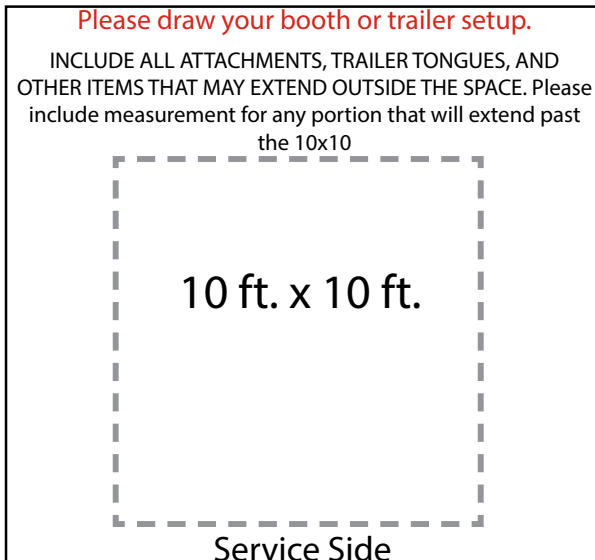 Please draw your booth or trailer setup.
INCLUDE ALL ATTACHMENTS, TRAILER TONGUES, AND
OTHER ITEMS THAT MAY EXTEND OUTSIDE THE SPACE. Please
include measurement for any portion that will extend past
the 10x10
10 ft. x 10 ft.
Service Side